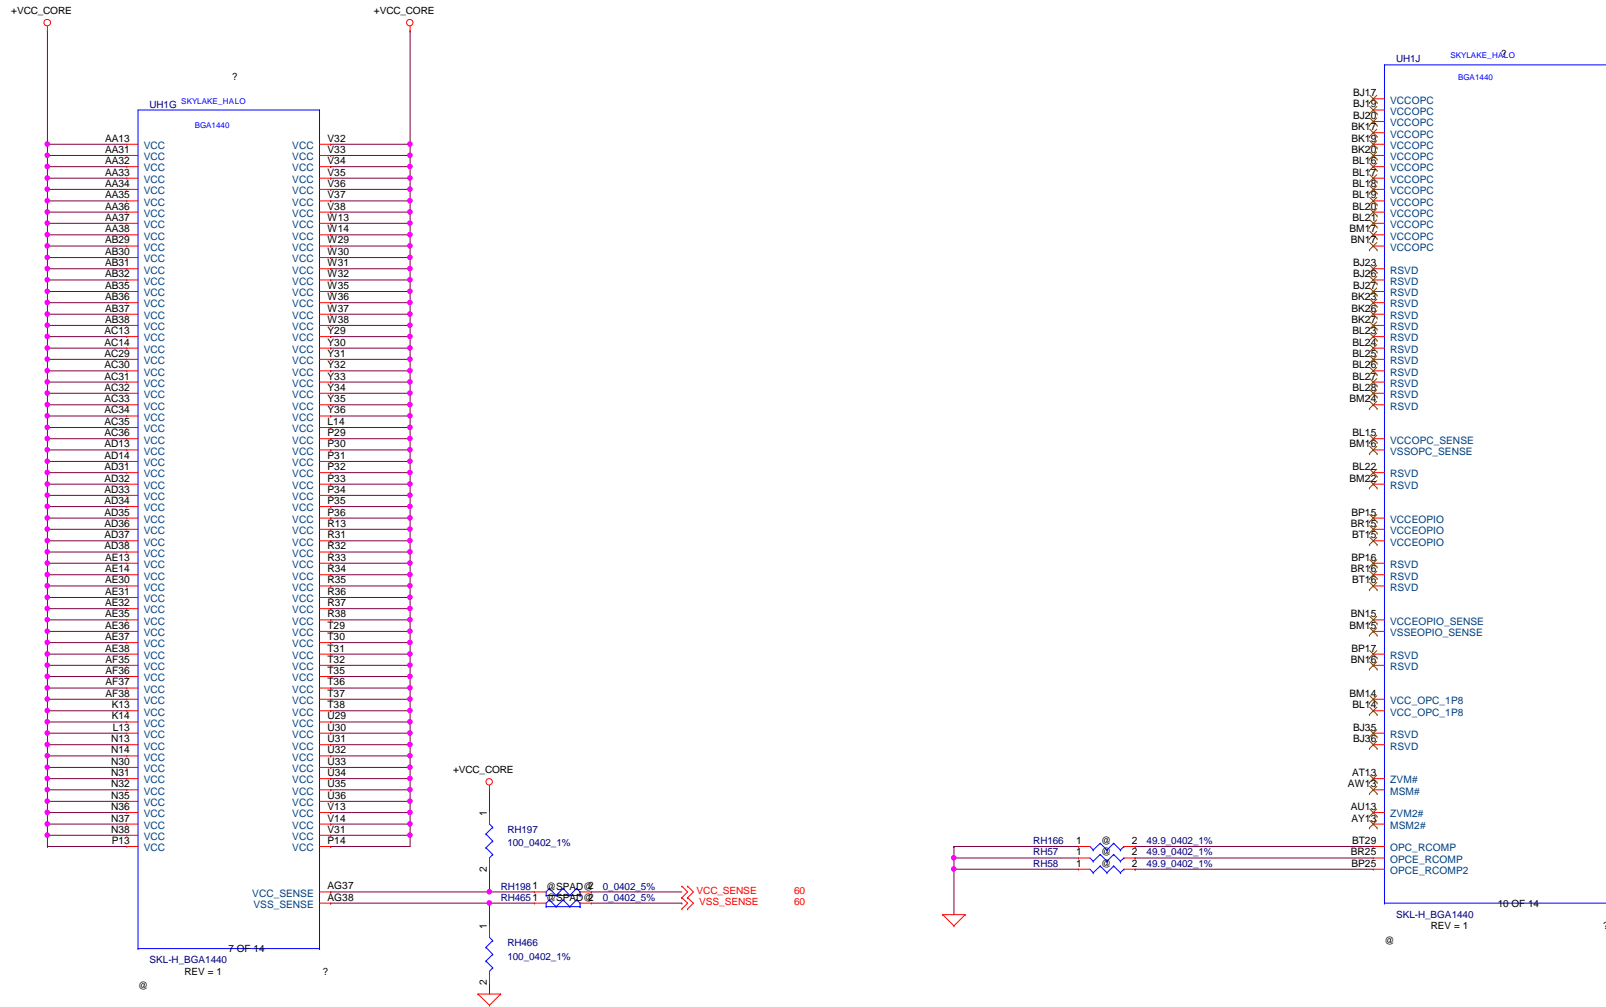 +VCC_CORE
+VCC_CORE
?
UH1G
SKYLAKE_HALO
BGA1440
AA13 VCC VCC V32
AA31 VCC VCC V33
AA32 VCC VCC V34
AA33 VCC VCC V35
AA34 VCC VCC V36
AA35 VCC VCC V37
AA36 VCC VCC V38
AA37 VCC VCC W13
AA38 VCC VCC W14
AB29 VCC VCC W29
AB30 VCC VCC W30
AB31 VCC VCC W31
AB32 VCC VCC W32
AB35 VCC VCC W35
AB36 VCC VCC W36
AB37 VCC VCC W37
AB38 VCC VCC W38
AC13 VCC VCC Y29
AC14 VCC VCC Y30
AC29 VCC VCC Y31
AC30 VCC VCC Y32
AC31 VCC VCC Y33
AC32 VCC VCC Y34
AC33 VCC VCC Y35
AC34 VCC VCC Y36
AC35 VCC VCC L14
AC36 VCC VCC P29
AD13 VCC VCC P30
AD14 VCC VCC P31
AD31 VCC VCC P32
AD32 VCC VCC P33
AD33 VCC VCC P34
AD34 VCC VCC P35
AD35 VCC VCC P36
AD36 VCC VCC R13
AD37 VCC VCC R31
AD38 VCC VCC R32
AE13 VCC VCC R33
AE14 VCC VCC R34
AE30 VCC VCC R35
AE31 VCC VCC R36
AE32 VCC VCC R37
AE35 VCC VCC R38
AE36 VCC VCC T29
AE37 VCC VCC T30
AE38 VCC VCC T31
AF35 VCC VCC T32
AF36 VCC VCC T35
AF37 VCC VCC T36
AF38 VCC VCC T37
K13 VCC VCC T38
K14 VCC VCC U29
L13 VCC VCC U30
N13 VCC VCC U31
N14 VCC VCC U32
N30 VCC VCC U33
N31 VCC VCC U34
N32 VCC VCC U35
N35 VCC VCC U36
N36 VCC VCC V13
N37 VCC VCC V14
N38 VCC VCC V31
P13 VCC VCC P14
VCC_SENSE AG37
VSS_SENSE AG38
7 OF 14
SKL-H_BGA1440
REV = 1
?
@
+VCC_CORE
1
RH197
100_0402_1%
2
RH198 1 @SPAD@ 2 0_0402_5% VCC_SENSE 60
RH465 1 @SPAD@ 2 0_0402_5% VSS_SENSE 60
1
RH466
100_0402_1%
2
UH1J
SKYLAKE_HALO
?
BGA1440
BJ17 VCCOPC
BJ19 VCCOPC
BJ20 VCCOPC
BK17 VCCOPC
BK19 VCCOPC
BK20 VCCOPC
BL16 VCCOPC
BL17 VCCOPC
BL18 VCCOPC
BL19 VCCOPC
BL20 VCCOPC
BL21 VCCOPC
BM17 VCCOPC
BN17 VCCOPC
BJ23 RSVD
BJ26 RSVD
BJ27 RSVD
BK23 RSVD
BK26 RSVD
BK27 RSVD
BL23 RSVD
BL24 RSVD
BL25 RSVD
BL26 RSVD
BL27 RSVD
BL28 RSVD
BM24 RSVD
BL15 VCCOPC_SENSE
BM16 VSSOPC_SENSE
BL22 RSVD
BM22 RSVD
BP15 VCCEOPIO
BR15 VCCEOPIO
BT15 VCCEOPIO
BP16 RSVD
BR16 RSVD
BT16 RSVD
BN15 VCCEOPIO_SENSE
BM15 VSSEOPIO_SENSE
BP17 RSVD
BN16 RSVD
BM14 VCC_OPC_1P8
BL14 VCC_OPC_1P8
BJ35 RSVD
BJ36 RSVD
AT13 ZVM#
AW13 MSM#
AU13 ZVM2#
AY13 MSM2#
RH166 1 @ 2 49.9_0402_1% BT29 OPC_RCOMP
RH57 1 @ 2 49.9_0402_1% BR25 OPCE_RCOMP
RH58 1 @ 2 49.9_0402_1% BP25 OPCE_RCOMP2
10 OF 14
SKL-H_BGA1440
REV = 1
?
@